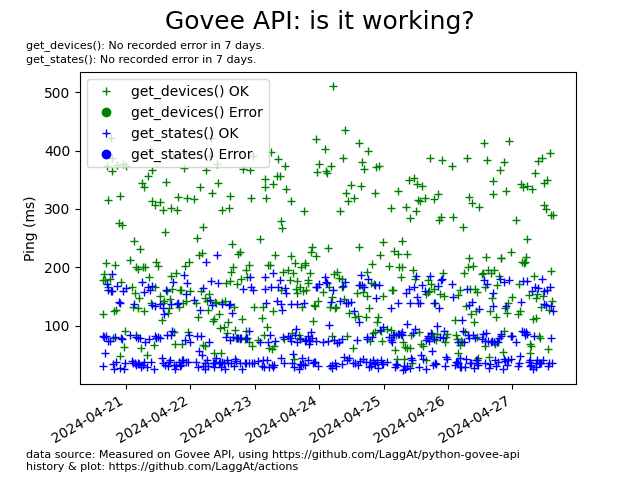 Govee API: is it working?
get_devices(): No recorded error in 7 days.
get_states(): No recorded error in 7 days.
get_devices() OK
get_devices() Error
get_states() OK
get_states() Error
Ping (ms)
500
400
300
200
100
2024-04-21
2024-04-22
2024-04-23
2024-04-24
2024-04-25
2024-04-26
2024-04-27
data source: Measured on Govee API, using https://github.com/LaggAt/python-govee-api
history & plot: https://github.com/LaggAt/actions